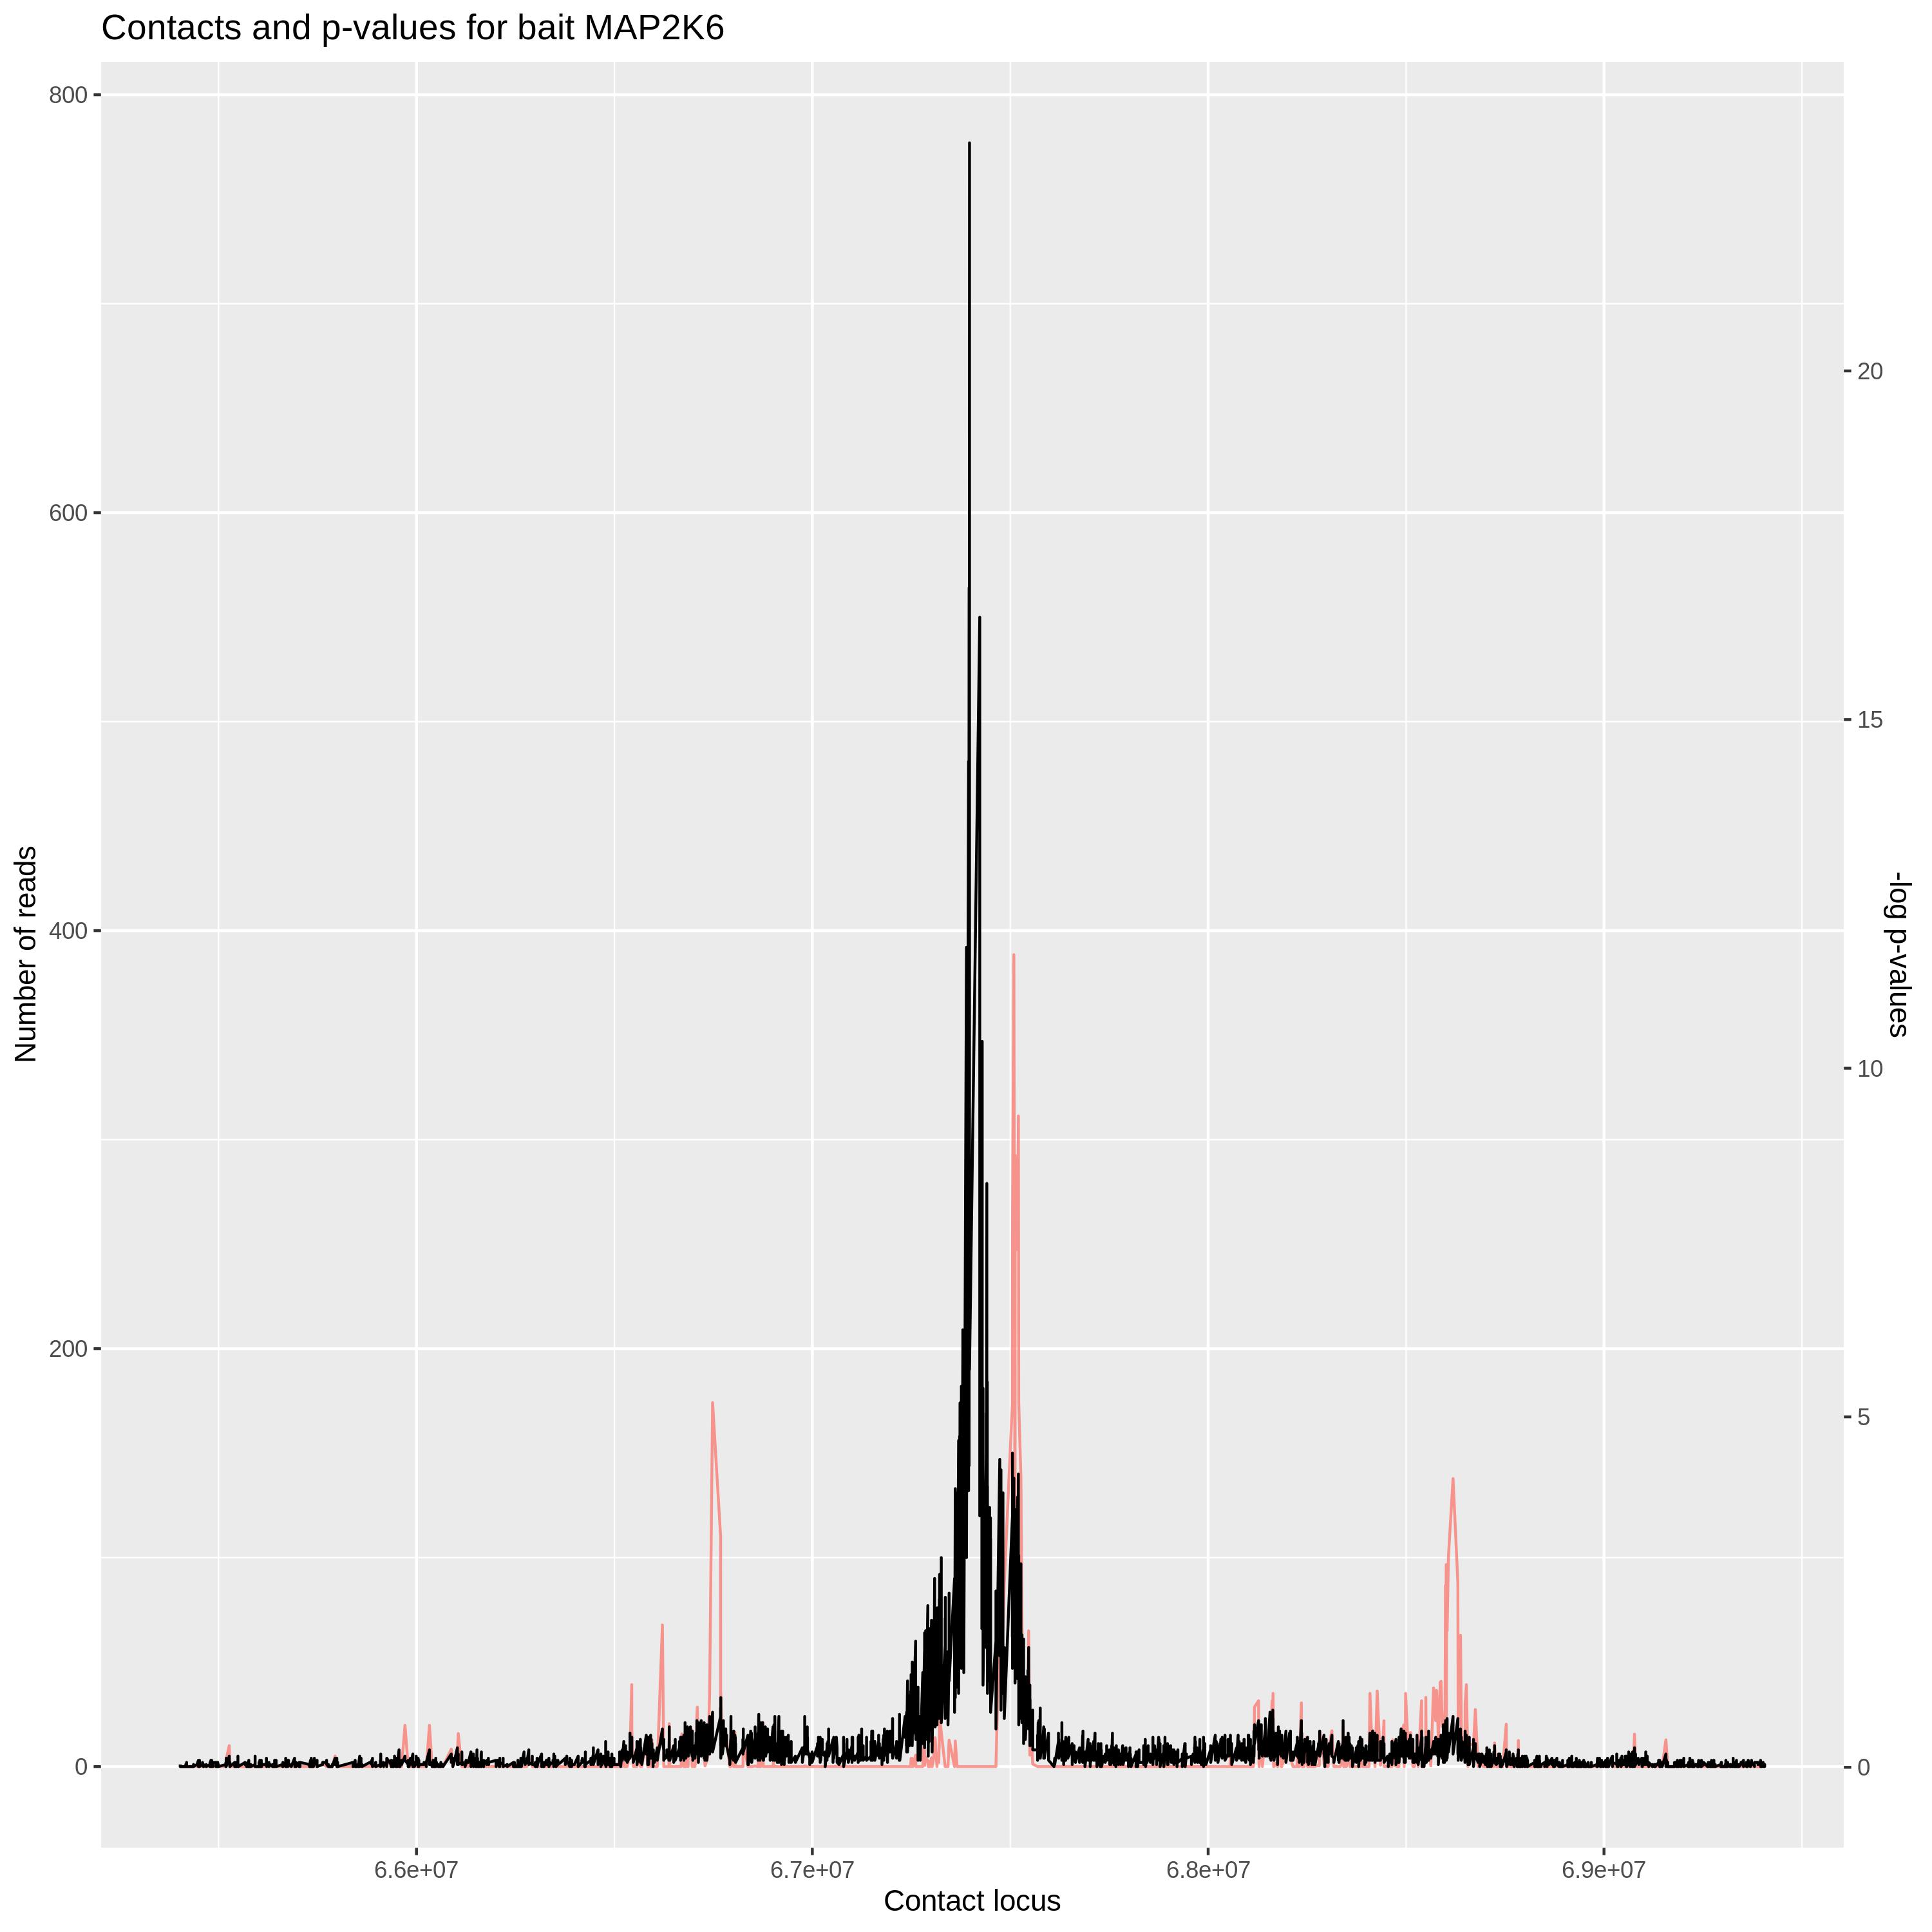 Contacts and p-values for bait MAP2K6
800
600
400
200
0
Number of reads
20
15
10
5
0
-log p-values
6.6e+07 6.7e+07 6.8e+07 6.9e+07
Contact locus